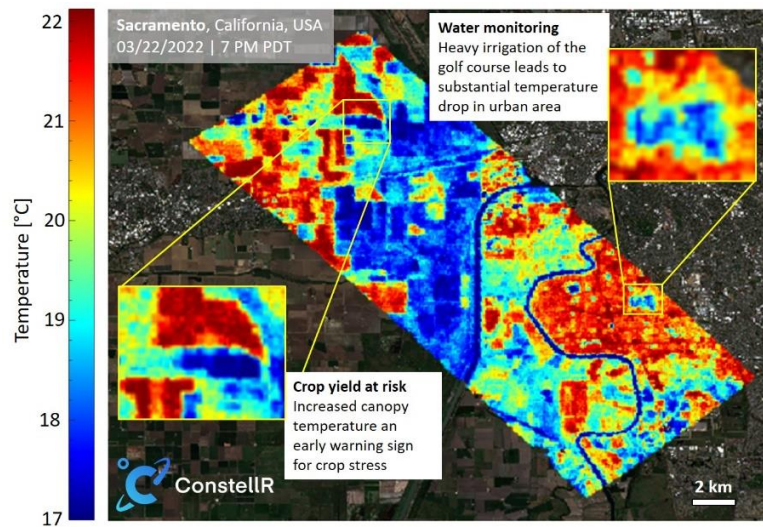 Sacramento, California, USA
03/22/2022 | 7 PM PDT
Water monitoring
Heavy irrigation of the
golf course leads to
substantial temperature
drop in urban area
Temperature [°C]
22
21
20
19
18
17
Crop yield at risk
Increased canopy
temperature an
early warning sign
for crop stress
ConstellR
2 km